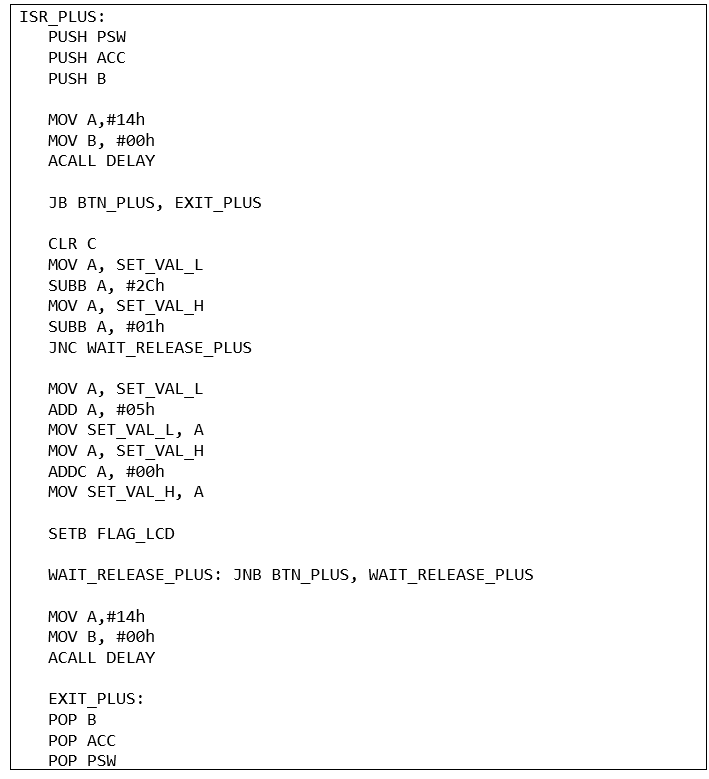 ISR_PLUS:
PUSH PSW
PUSH ACC
PUSH B
MOV A,#14h
MOV B, #00h
ACALL DELAY
JB BTN_PLUS, EXIT_PLUS
CLR C
MOV A, SET_VAL_L
SUBB A, #2Ch
MOV A, SET_VAL_H
SUBB A, #01h
JNC WAIT_RELEASE_PLUS
MOV A, SET_VAL_L
ADD A, #05h
MOV SET_VAL_L, A
MOV A, SET_VAL_H
ADDC A, #00h
MOV SET_VAL_H, A
SETB FLAG_LCD
WAIT_RELEASE_PLUS: JNB BTN_PLUS, WAIT_RELEASE_PLUS
MOV A,#14h
MOV B, #00h
ACALL DELAY
EXIT_PLUS:
POP B
POP ACC
POP PSW